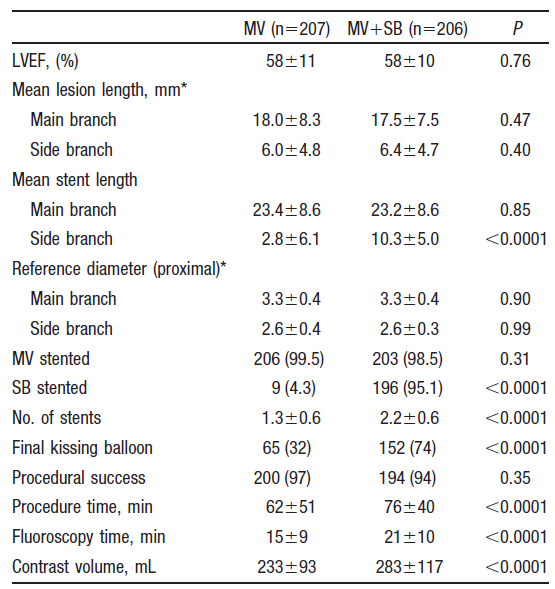 MV (n=207) MV+SB (n=206) P
LVEF, (%) 58±11 58±10 0.76
Mean lesion length, mm*
Main branch 18.0±8.3 17.5±7.5 0.47
Side branch 6.0±4.8 6.4±4.7 0.40
Mean stent length
Main branch 23.4±8.6 23.2±8.6 0.85
Side branch 2.8±6.1 10.3±5.0 <0.0001
Reference diameter (proximal)*
Main branch 3.3±0.4 3.3±0.4 0.90
Side branch 2.6±0.4 2.6±0.3 0.99
MV stented 206 (99.5) 203 (98.5) 0.31
SB stented 9 (4.3) 196 (95.1) <0.0001
No. of stents 1.3±0.6 2.2±0.6 <0.0001
Final kissing balloon 65 (32) 152 (74) <0.0001
Procedural success 200 (97) 194 (94) 0.35
Procedure time, min 62±51 76±40 <0.0001
Fluoroscopy time, min 15±9 21±10 <0.0001
Contrast volume, mL 233±93 283±117 <0.0001